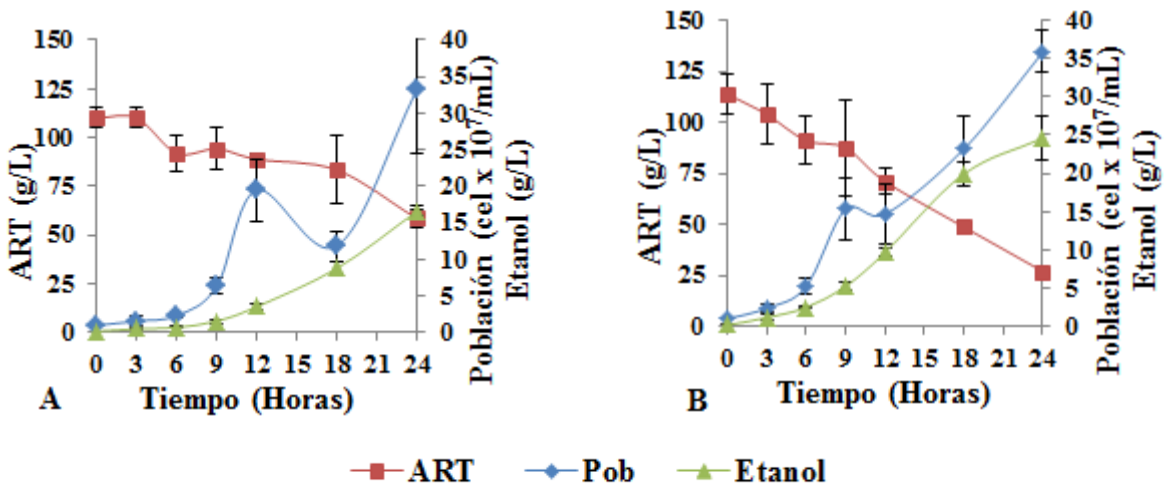 150
125
100
75
50
25
0
ART (g/L)
40
35
30
25
20
15
10
5
0
Población (cel x 10⁷/mL)
Etanol (g/L)
0 3 6 9 12 15 18 21 24
Tiempo (Horas)
A
150
125
100
75
50
25
0
ART (g/L)
40
35
30
25
20
15
10
5
0
Población (cel x 10⁷/mL)
Etanol (g/L)
0 3 6 9 12 15 18 21 24
Tiempo (Horas)
B
ART Pob Etanol